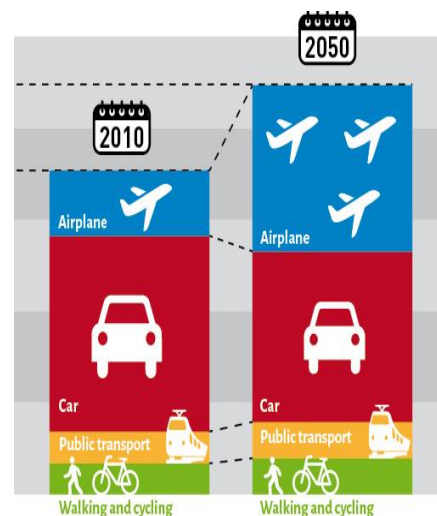 2010
Airplane
Car
Public transport
Walking and cycling
2050
Airplane
Car
Public transport
Walking and cycling